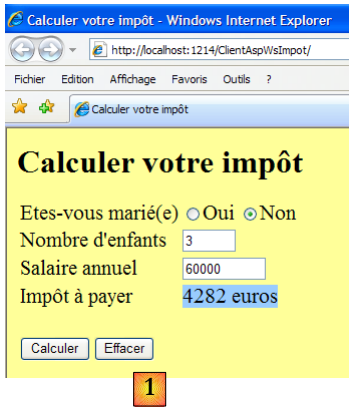 Calculer votre impôt - Windows Internet Explorer
http://localhost:1214/ClientAspWsImpot/
Fichier Edition Affichage Favoris Outils ?
Calculer votre impôt
Calculer votre impôt
Etes-vous marié(e) Oui Non
Nombre d'enfants 3
Salaire annuel 60000
Impôt à payer 4282 euros
Calculer Effacer
1